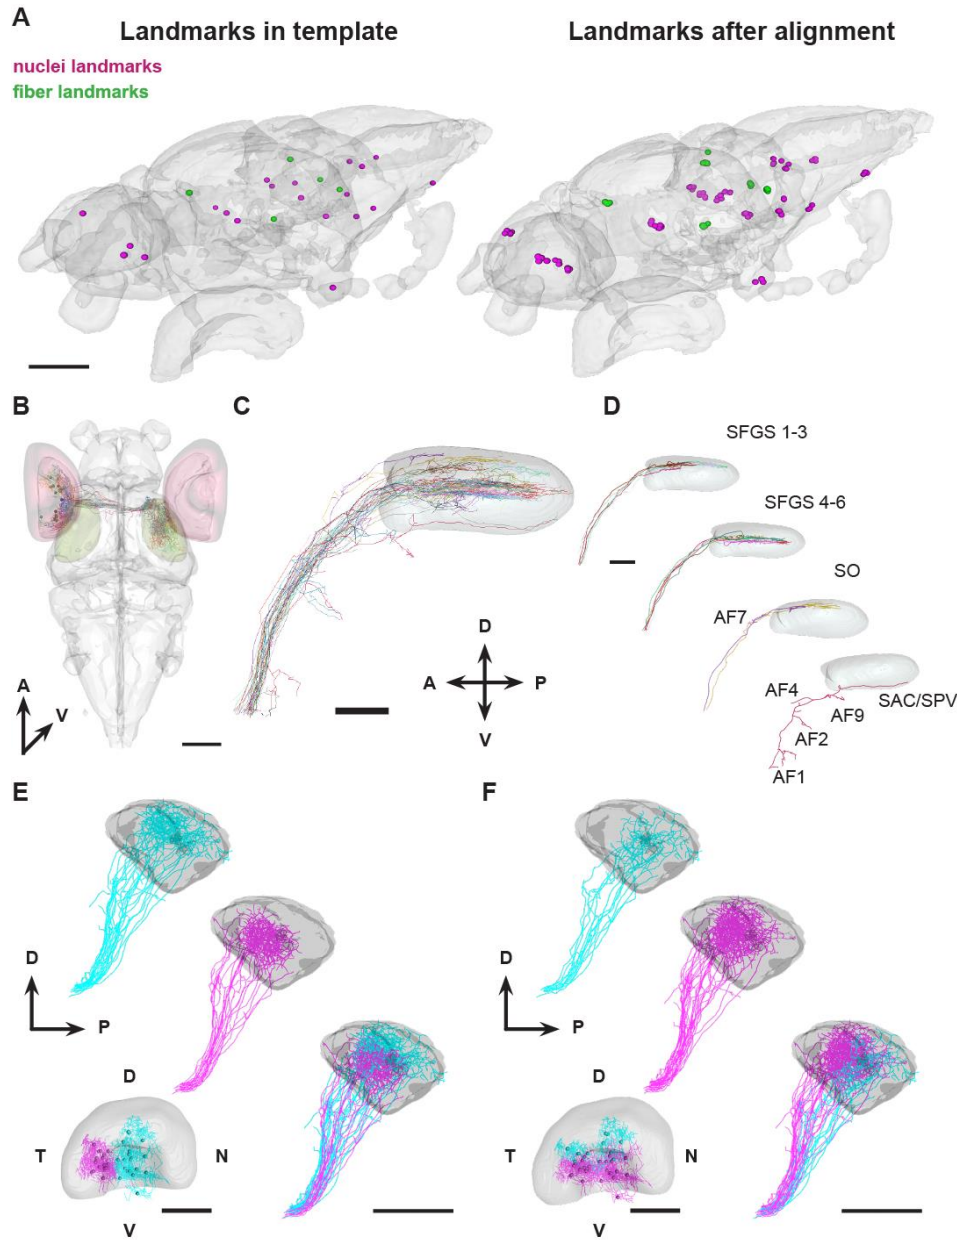 A
Landmarks in template
Landmarks after alignment
nuclei landmarks
fiber landmarks
B
C
D
SFGS 1-3
SFGS 4-6
SO
AF7
AF4
SAC/SPV
AF9
AF2
AF1
A
V
D
A
P
V
E
F
D
P
D
T
N
V
D
P
D
T
N
V